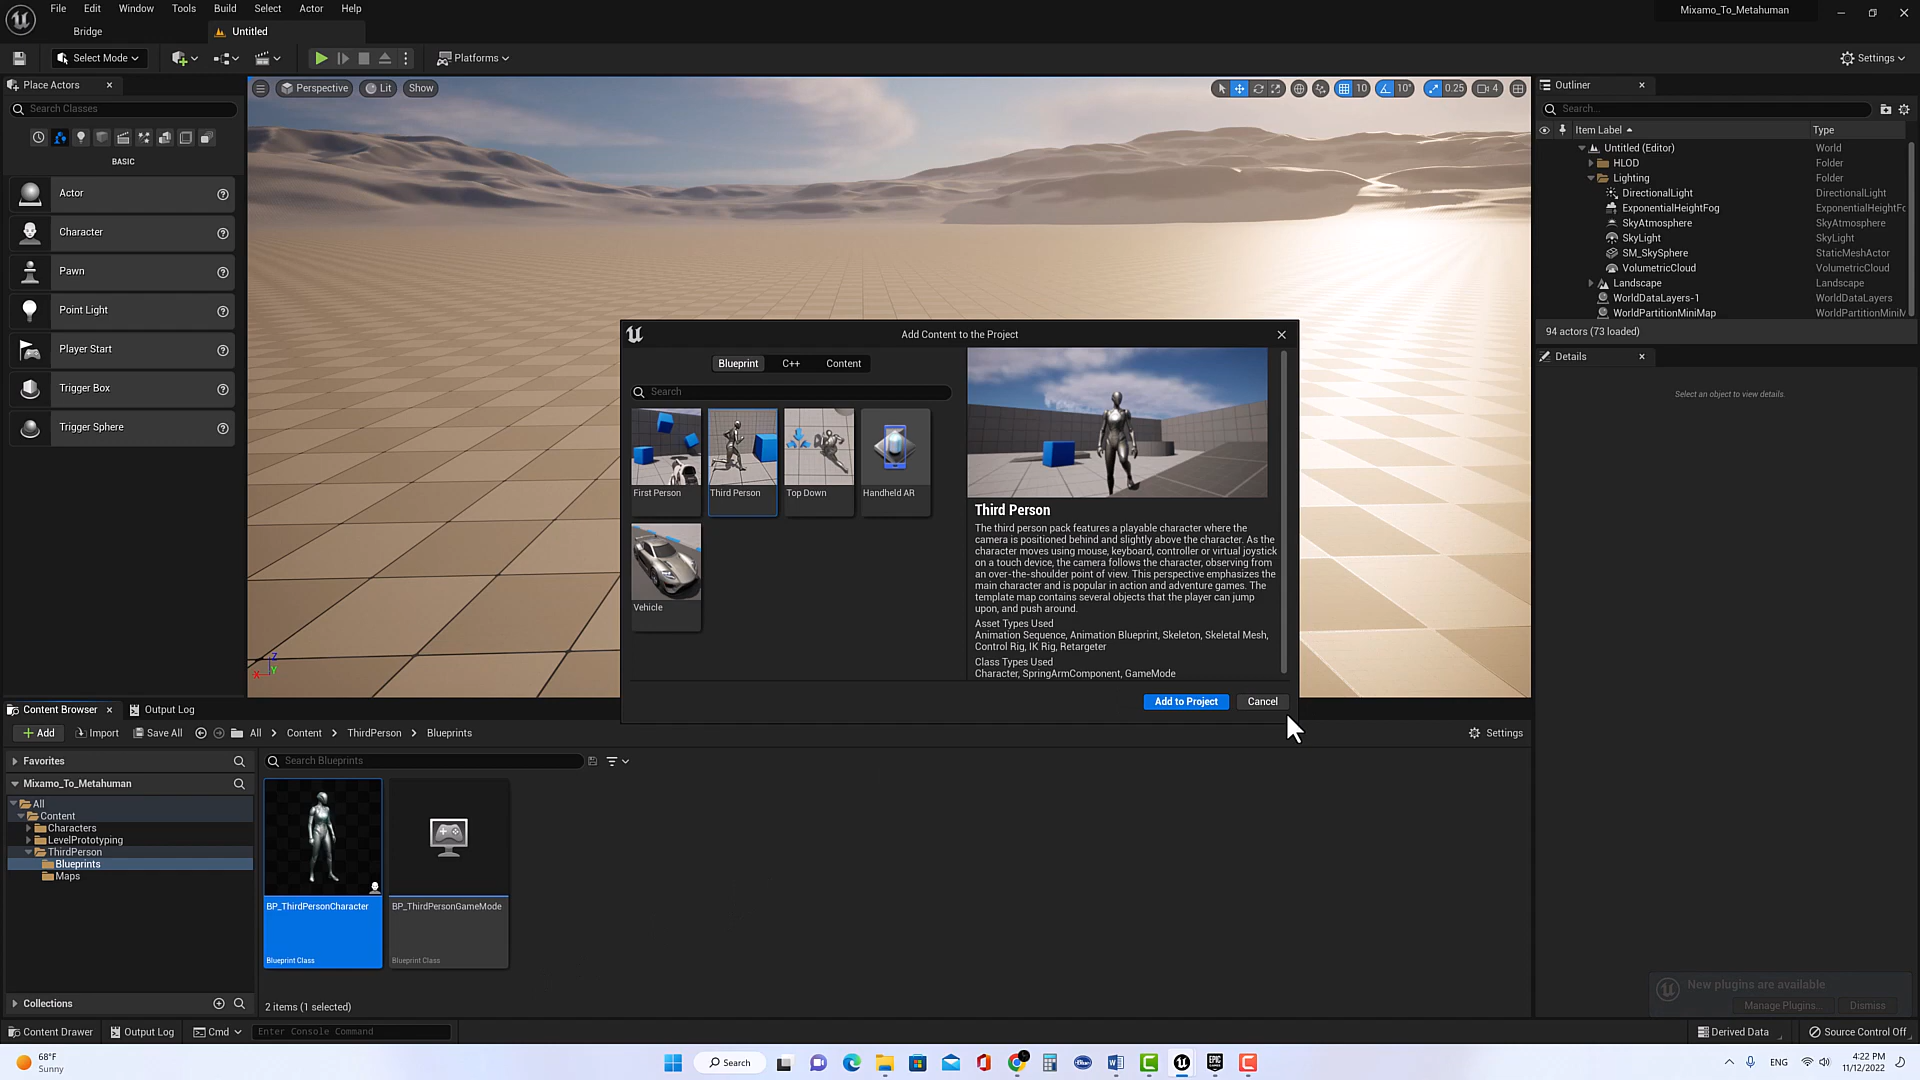 File Edit Window Tools Build Select Actor Help
Mixamo_To_Metahuman
Bridge
Untitled
Select Mode
Platforms
Settings
Place Actors
Perspective
Lit
Show
10
10°
0.25
4
Outliner
Search Classes
Search...
Item Label
Type
BASIC
Actor
Character
Pawn
Point Light
Player Start
Trigger Box
Trigger Sphere
Untitled (Editor) World
HLOD Folder
Lighting Folder
DirectionalLight DirectionalLight
ExponentialHeightFog ExponentialHeightFo
SkyAtmosphere SkyAtmosphere
SkyLight SkyLight
SM_SkySphere StaticMeshActor
VolumetricCloud VolumetricCloud
Landscape Landscape
WorldDataLayers-1 WorldDataLayers
WorldPartitionMiniMap WorldPartitionMiniM
94 actors (73 loaded)
Details
Select an object to view details.
Add Content to the Project
Blueprint C++ Content
Search
First Person
Third Person
Top Down
Handheld AR
Vehicle
Third Person
The third person pack features a playable character where the
camera is positioned behind and slightly above the character. As the
character moves using mouse, keyboard, controller or virtual joystick
on a touch device, the camera follows the character, observing from
an over-the-shoulder point of view. This perspective emphasizes the
main character and is popular in action and adventure games. The
template map contains several objects that the player can jump
upon, and push around.
Asset Types Used
Animation Sequence, Animation Blueprint, Skeleton, Skeletal Mesh,
Control Rig, IK Rig, Retargeter
Class Types Used
Character, SpringArmComponent, GameMode
Add to Project
Cancel
Z
X
Y
Content Browser
Output Log
Add
Import
Save All
All
Content
ThirdPerson
Blueprints
Settings
Favorites
Search Blueprints
Mixamo_To_Metahuman
All
Content
Characters
LevelPrototyping
ThirdPerson
Blueprints
Maps
BP_ThirdPersonCharacter
Blueprint Class
BP_ThirdPersonGameMode
Blueprint Class
Collections
2 items (1 selected)
New plugins are available
Manage Plugins...
Dismiss
Content Drawer
Output Log
Cmd
Enter Console Command
Derived Data
Source Control Off
68°F
Sunny
Search
EPIC
GAMES
ENG
4:22 PM
11/12/2022